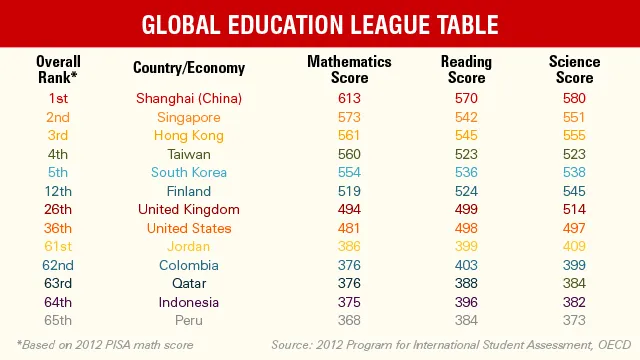 GLOBAL EDUCATION LEAGUE TABLE
Overall Rank* Country/Economy Mathematics Score Reading Score Science Score
1st Shanghai (China) 613 570 580
2nd Singapore 573 542 551
3rd Hong Kong 561 545 555
4th Taiwan 560 523 523
5th South Korea 554 536 538
12th Finland 519 524 545
26th United Kingdom 494 499 514
36th United States 481 498 497
61st Jordan 386 399 409
62nd Colombia 376 403 399
63rd Qatar 376 388 384
64th Indonesia 375 396 382
65th Peru 368 384 373
*Based on 2012 PISA math score Source: 2012 Program for International Student Assessment, OECD